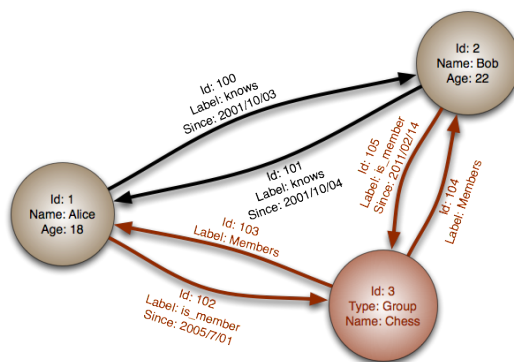 Id: 2
Name: Bob
Age: 22
Id: 100
Label: knows
Since: 2001/10/03
Id: 101
Label: knows
Since: 2001/10/04
Id: 105
Label: is_member
Since: 2011/02/14
Id: 104
Label: Members
Id: 1
Name: Alice
Age: 18
Id: 103
Label: Members
Id: 102
Label: is_member
Since: 2005/7/01
Id: 3
Type: Group
Name: Chess